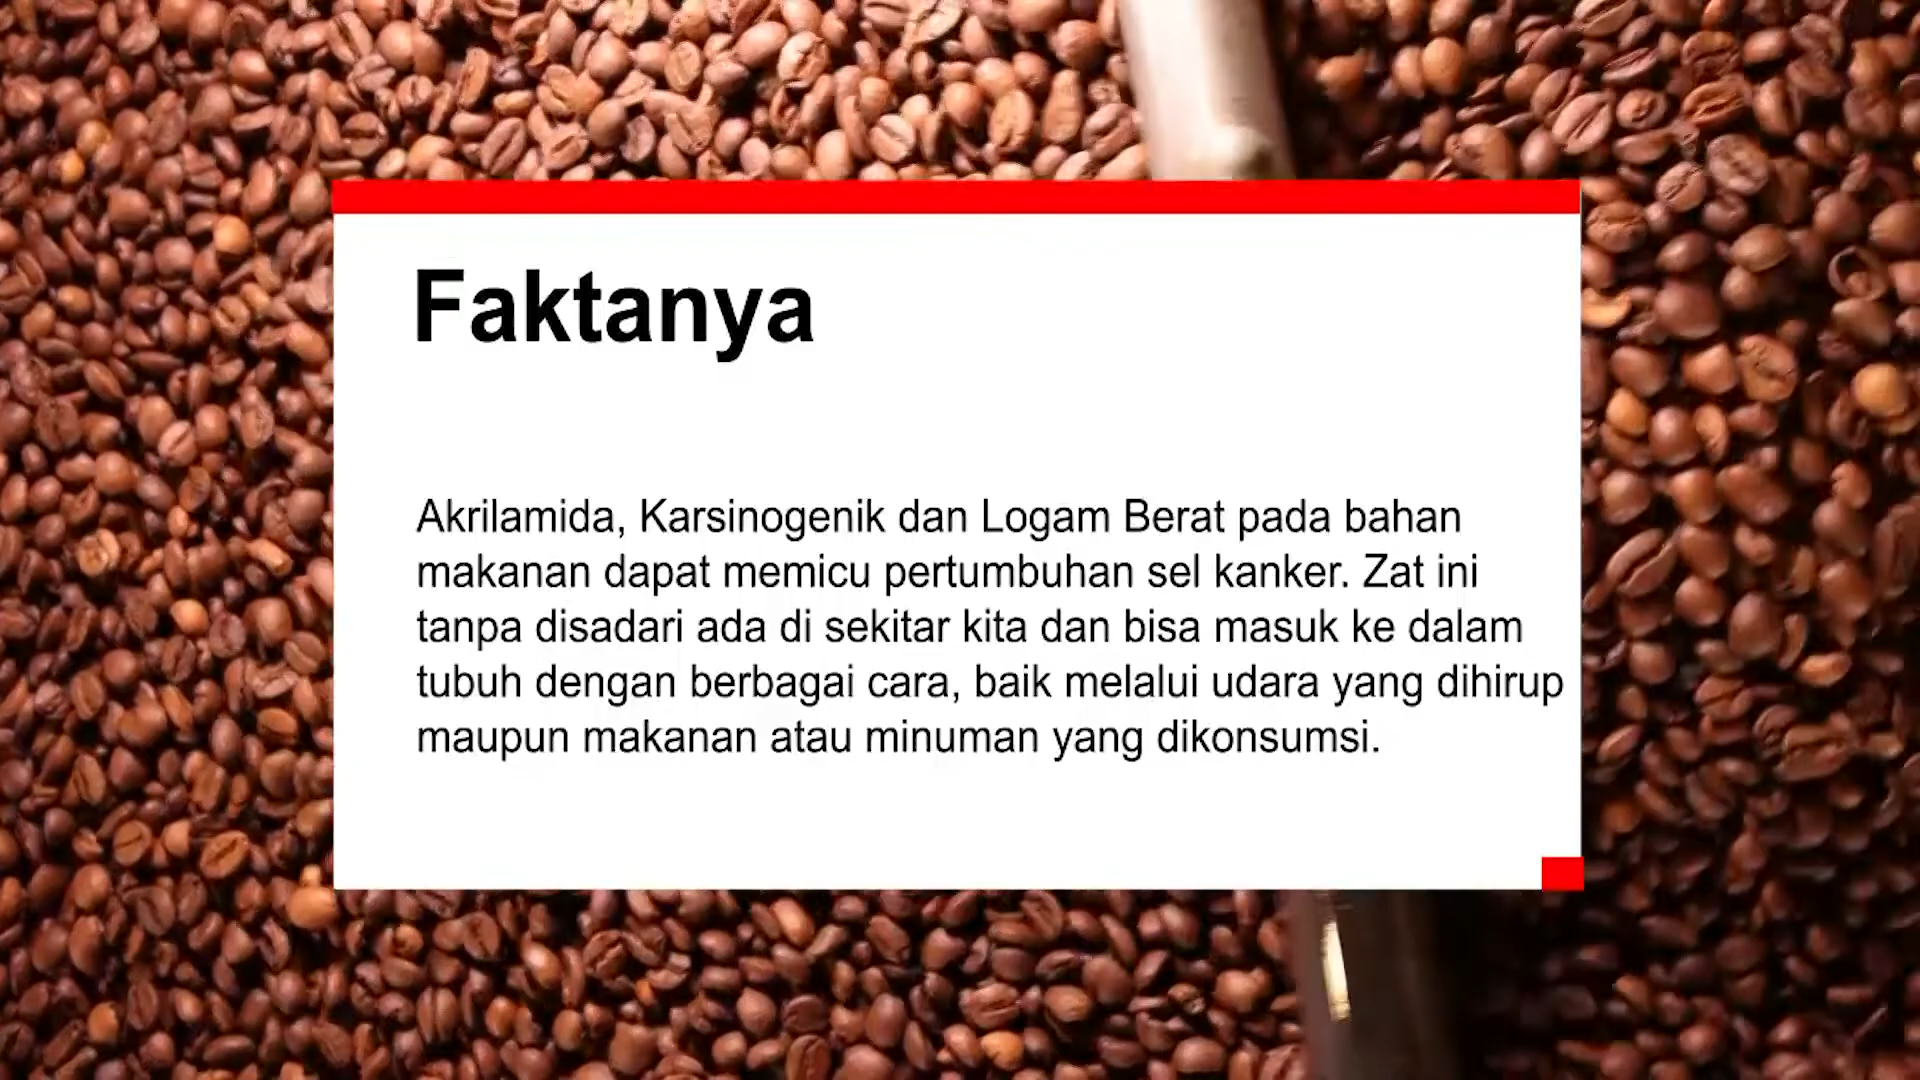 Faktanya
Akrilamida, Karsinogenik dan Logam Berat pada bahan
makanan dapat memicu pertumbuhan sel kanker. Zat ini
tanpa disadari ada di sekitar kita dan bisa masuk ke dalam
tubuh dengan berbagai cara, baik melalui udara yang dihirup
maupun makanan atau minuman yang dikonsumsi.